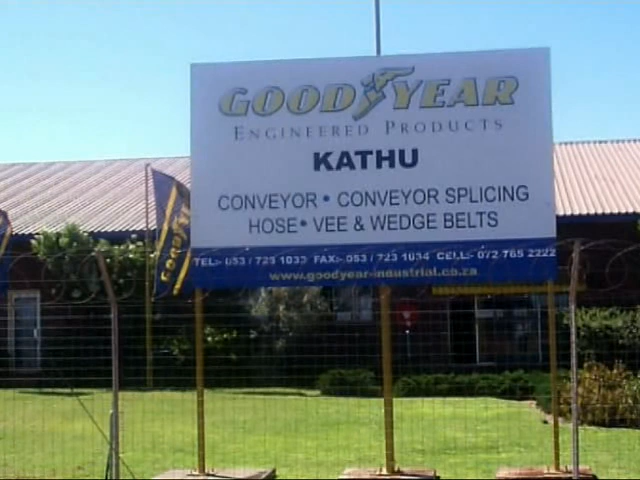 GOODYEAR
ENGINEERED PRODUCTS
KATHU
CONVEYOR • CONVEYOR SPLICING
HOSE • VEE & WEDGE BELTS
TEL:- 053 / 723 1033 FAX:- 053 / 723 1034 CELL:- 072 765 2222
www.goodyear-industrial.co.za
GOODYEAR